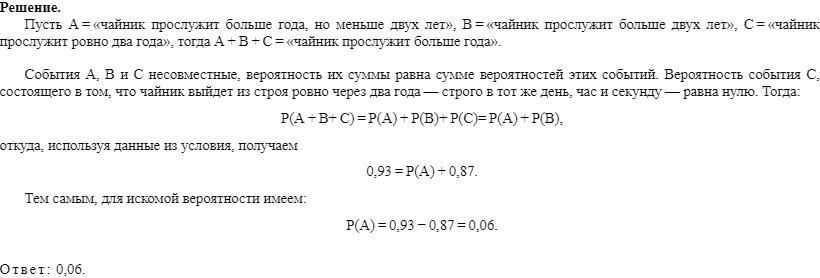 Решение.
Пусть A = «чайник прослужит больше года, но меньше двух лет», B = «чайник прослужит больше двух лет», C = «чайник
прослужит ровно два года», тогда A + B + C = «чайник прослужит больше года».
События A, B и C несовместные, вероятность их суммы равна сумме вероятностей этих событий. Вероятность события C,
состоящего в том, что чайник выйдет из строя ровно через два года — строго в тот же день, час и секунду — равна нулю. Тогда:
P(A + B+ C) = P(A) + P(B)+ P(C)= P(A) + P(B),
откуда, используя данные из условия, получаем
0,93 = P(A) + 0,87.
Тем самым, для искомой вероятности имеем:
P(A) = 0,93 − 0,87 = 0,06.
Ответ: 0,06.